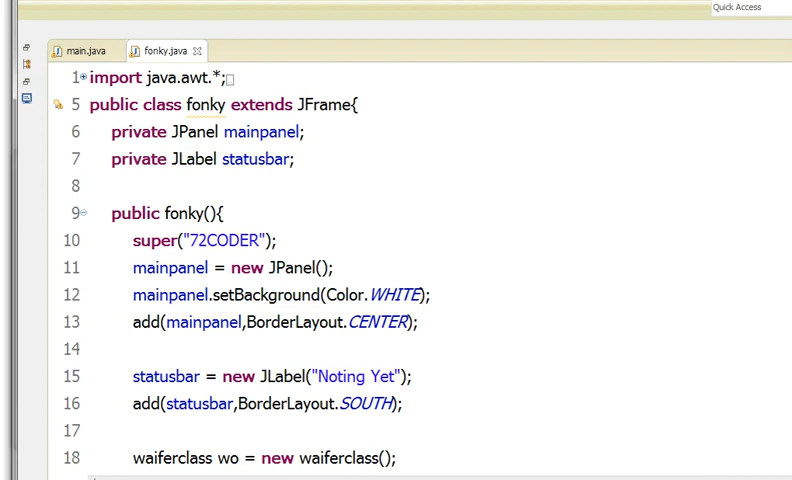 Quick Access
main.java
fonky.java
1 import java.awt.*;
5 public class fonky extends JFrame{
6 private JPanel mainpanel;
7 private JLabel statusbar;
8
9 public fonky(){
10 super("72CODER");
11 mainpanel = new JPanel();
12 mainpanel.setBackground(Color.WHITE);
13 add(mainpanel,BorderLayout.CENTER);
14
15 statusbar = new JLabel("Noting Yet");
16 add(statusbar,BorderLayout.SOUTH);
17
18 waiferclass wo = new waiferclass();